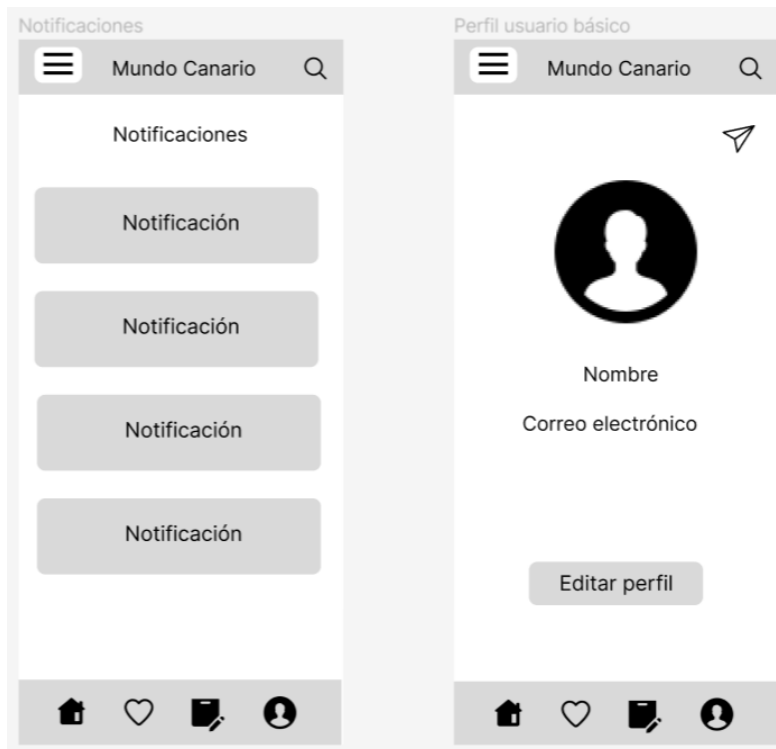 Notificaciones
Mundo Canario
Notificaciones
Notificación
Notificación
Notificación
Notificación
Perfil usuario básico
Mundo Canario
Nombre
Correo electrónico
Editar perfil